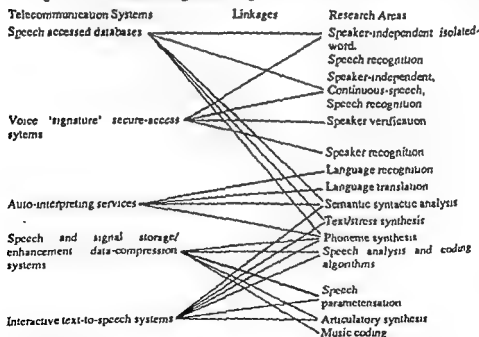 Telecommunication Systems Linkages Research Areas
Speech accessed databases
Speaker-independent isolated-
word.
Speech recognition
Speaker-independent,
Continuous-speech,
Speech recognition
Voice 'signature' secure-access
sytems
Speaker verification
Speaker recognition
Language recognition
Language translation
Auto-interpreting services
Semantic syntactic analysis
Text/stress synthesis
Phoneme synthesis
Speech and signal storage/
enhancement data-compression
systems
Speech analysis and coding
algorithms
Speech
parametensation
Interactive text-to-speech systems
Articulatory synthesis
Music coding